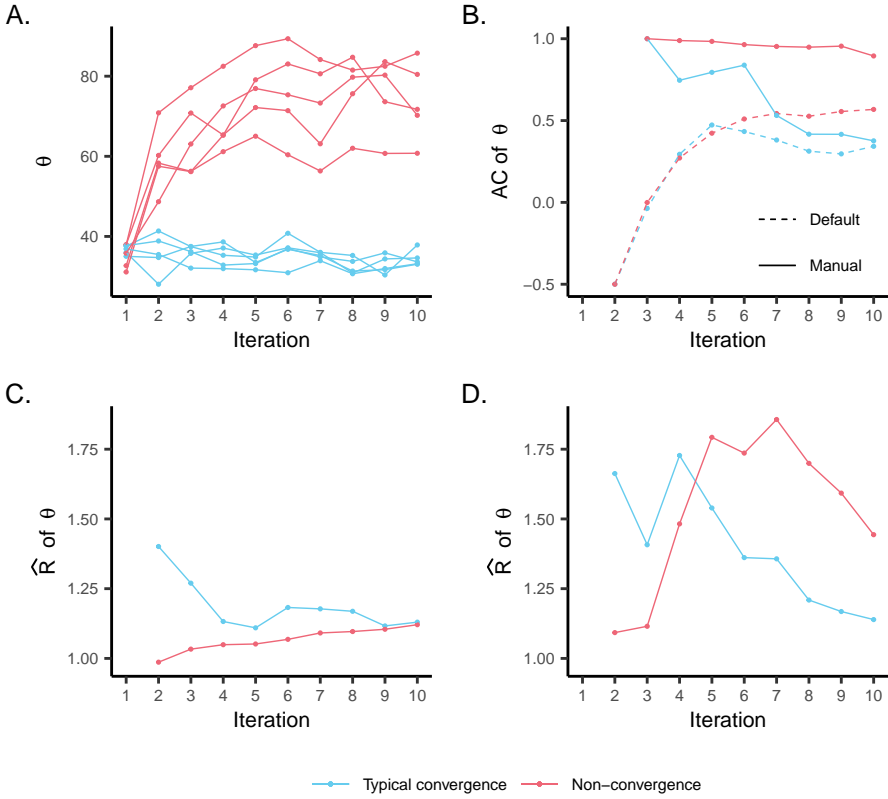 A.
θ
80
60
40
1 2 3 4 5 6 7 8 9 10
Iteration
B.
AC of θ
1.0
0.5
0.0
−0.5
Default
Manual
1 2 3 4 5 6 7 8 9 10
Iteration
C.
R̂ of θ
1.75
1.50
1.25
1.00
1 2 3 4 5 6 7 8 9 10
Iteration
D.
R̂ of θ
1.75
1.50
1.25
1.00
1 2 3 4 5 6 7 8 9 10
Iteration
Typical convergence Non−convergence